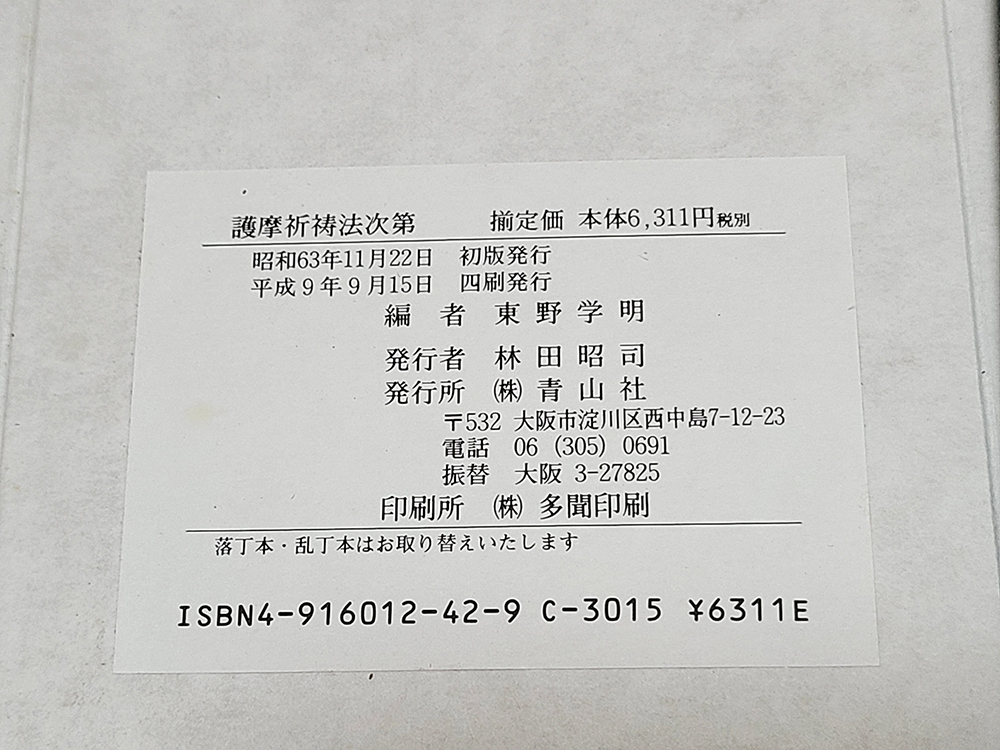 護摩祈祷法次第　揃定価 本体6,311円税別
昭和63年11月22日　初版発行
平成9年9月15日　四刷発行
編　者　東野学明
発行者　林田昭司
発行所　㈱青山社
〒532 大阪市淀川区西中島7-12-23
電話　06 (305) 0691
振替　大阪 3-27825
印刷所　㈱多聞印刷
落丁本・乱丁本はお取り替えいたします
ISBN4-916012-42-9 C-3015 ¥6311E